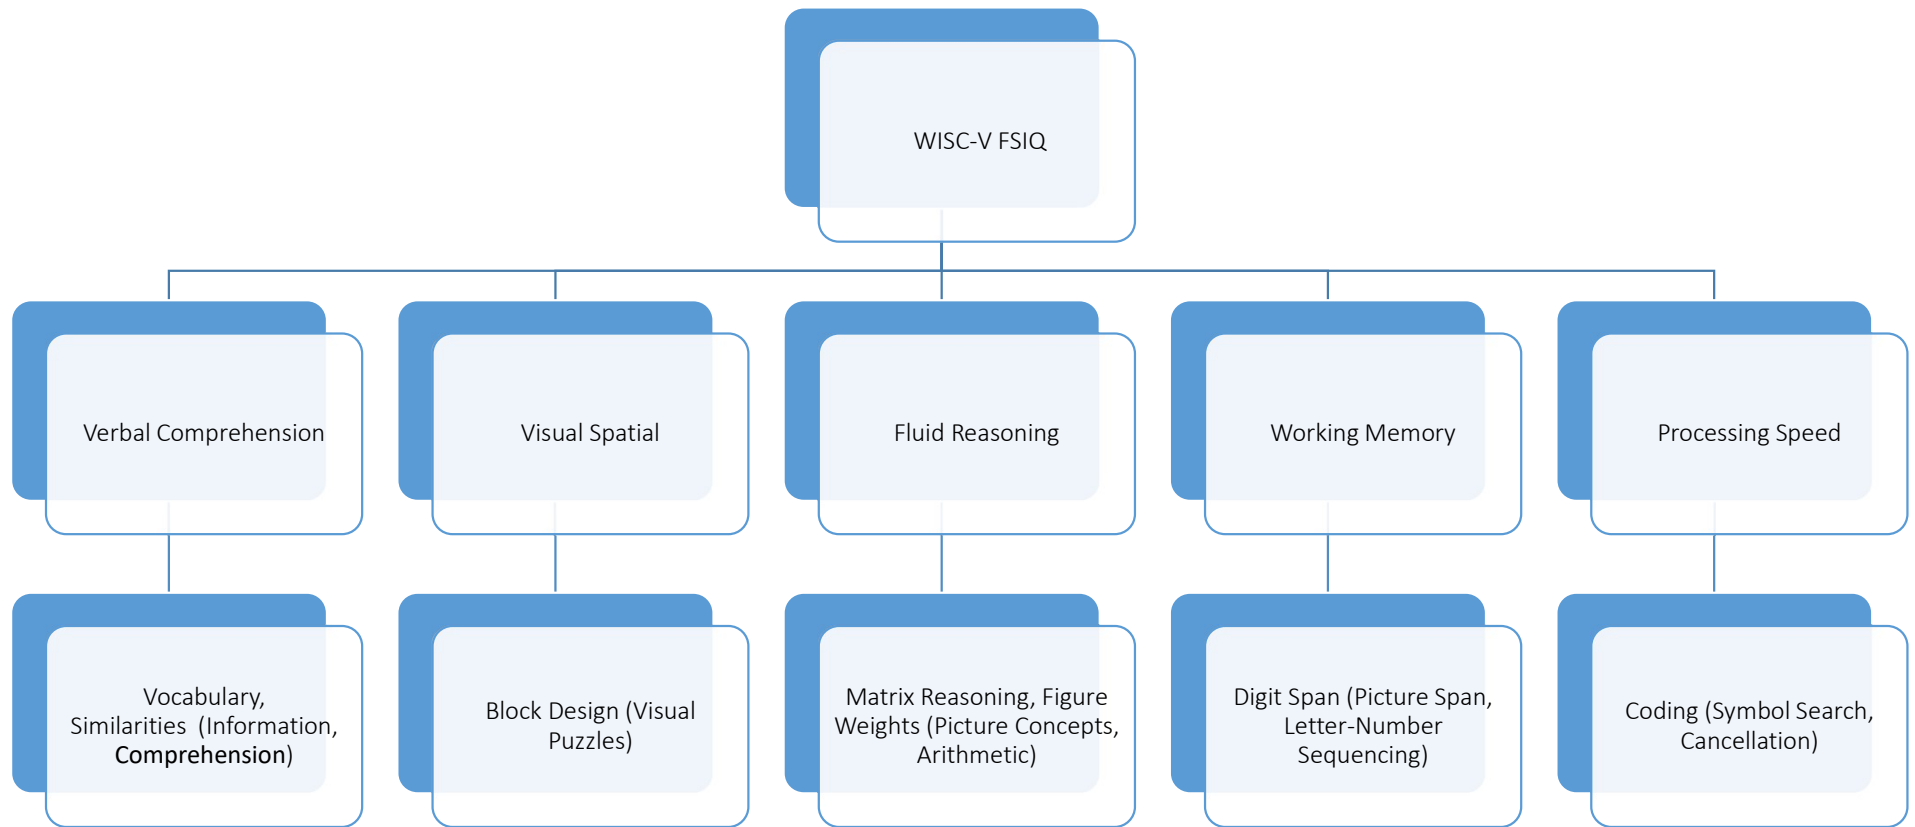 WISC-V FSIQ
Verbal Comprehension
Visual Spatial
Fluid Reasoning
Working Memory
Processing Speed
Vocabulary,
Similarities  (Information,
Comprehension)
Block Design (Visual
Puzzles)
Matrix Reasoning, Figure
Weights (Picture Concepts,
Arithmetic)
Digit Span (Picture Span,
Letter-Number
Sequencing)
Coding (Symbol Search,
Cancellation)